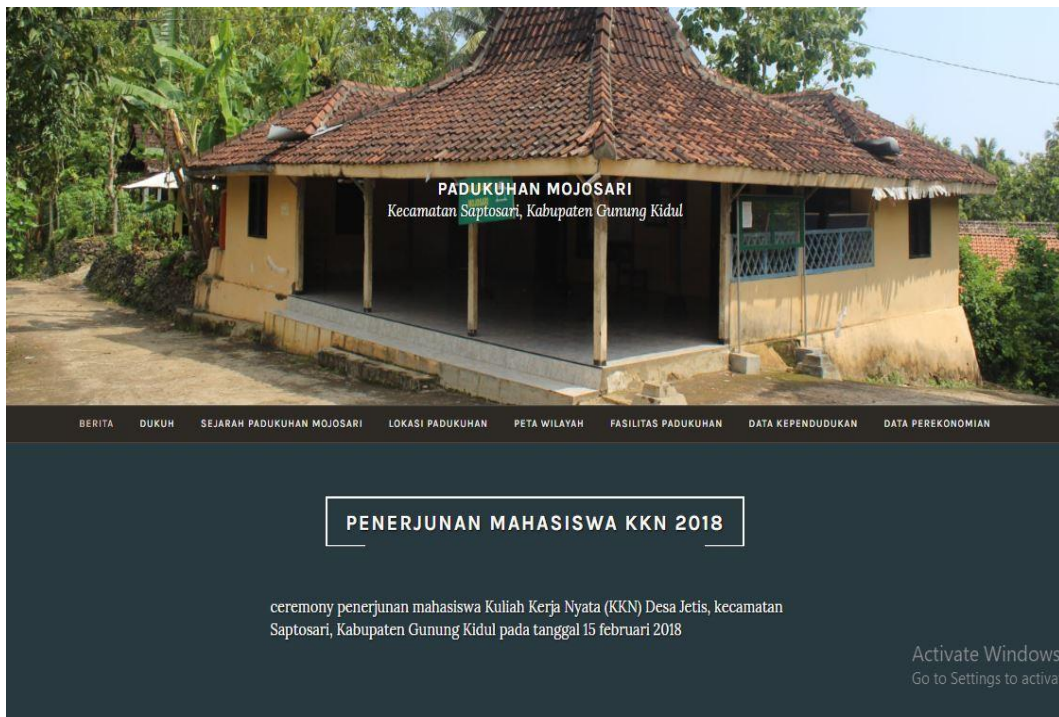 PADUKUHAN MOJOSARI
Kecamatan Saptosari, Kabupaten Gunung Kidul
BERITA DUKUH SEJARAH PADUKUHAN MOJOSARI LOKASI PADUKUHAN PETA WILAYAH FASILITAS PADUKUHAN DATA KEPENDUDUKAN DATA PEREKONOMIAN
PENERJUNAN MAHASISWA KKN 2018
ceremony penerjunan mahasiswa Kuliah Kerja Nyata (KKN) Desa Jetis, kecamatan
Saptosari, Kabupaten Gunung Kidul pada tanggal 15 februari 2018
Activate Windows
Go to Settings to activa